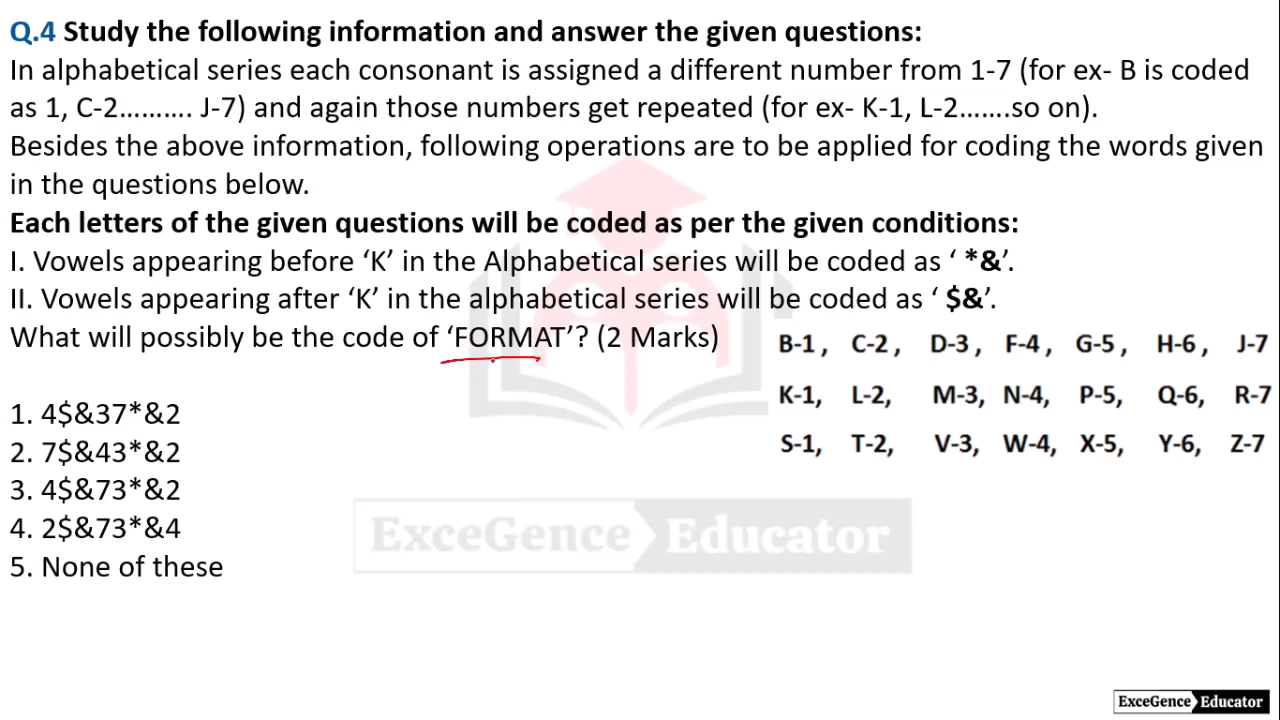 Q.4 Study the following information and answer the given questions:
In alphabetical series each consonant is assigned a different number from 1-7 (for ex- B is coded
as 1, C-2………. J-7) and again those numbers get repeated (for ex- K-1, L-2…….so on).
Besides the above information, following operations are to be applied for coding the words given
in the questions below.
Each letters of the given questions will be coded as per the given conditions:
I. Vowels appearing before ‘K’ in the Alphabetical series will be coded as ‘ *&’.
II. Vowels appearing after ‘K’ in the alphabetical series will be coded as ‘ $&’.
What will possibly be the code of ‘FORMAT’? (2 Marks)
B-1 , C-2 , D-3 , F-4 , G-5 , H-6 , J-7
K-1, L-2, M-3, N-4, P-5, Q-6, R-7
S-1, T-2, V-3, W-4, X-5, Y-6, Z-7
1. 4$&37*&2
2. 7$&43*&2
3. 4$&73*&2
4. 2$&73*&4
5. None of these
ExceGence Educator
ExceGence Educator